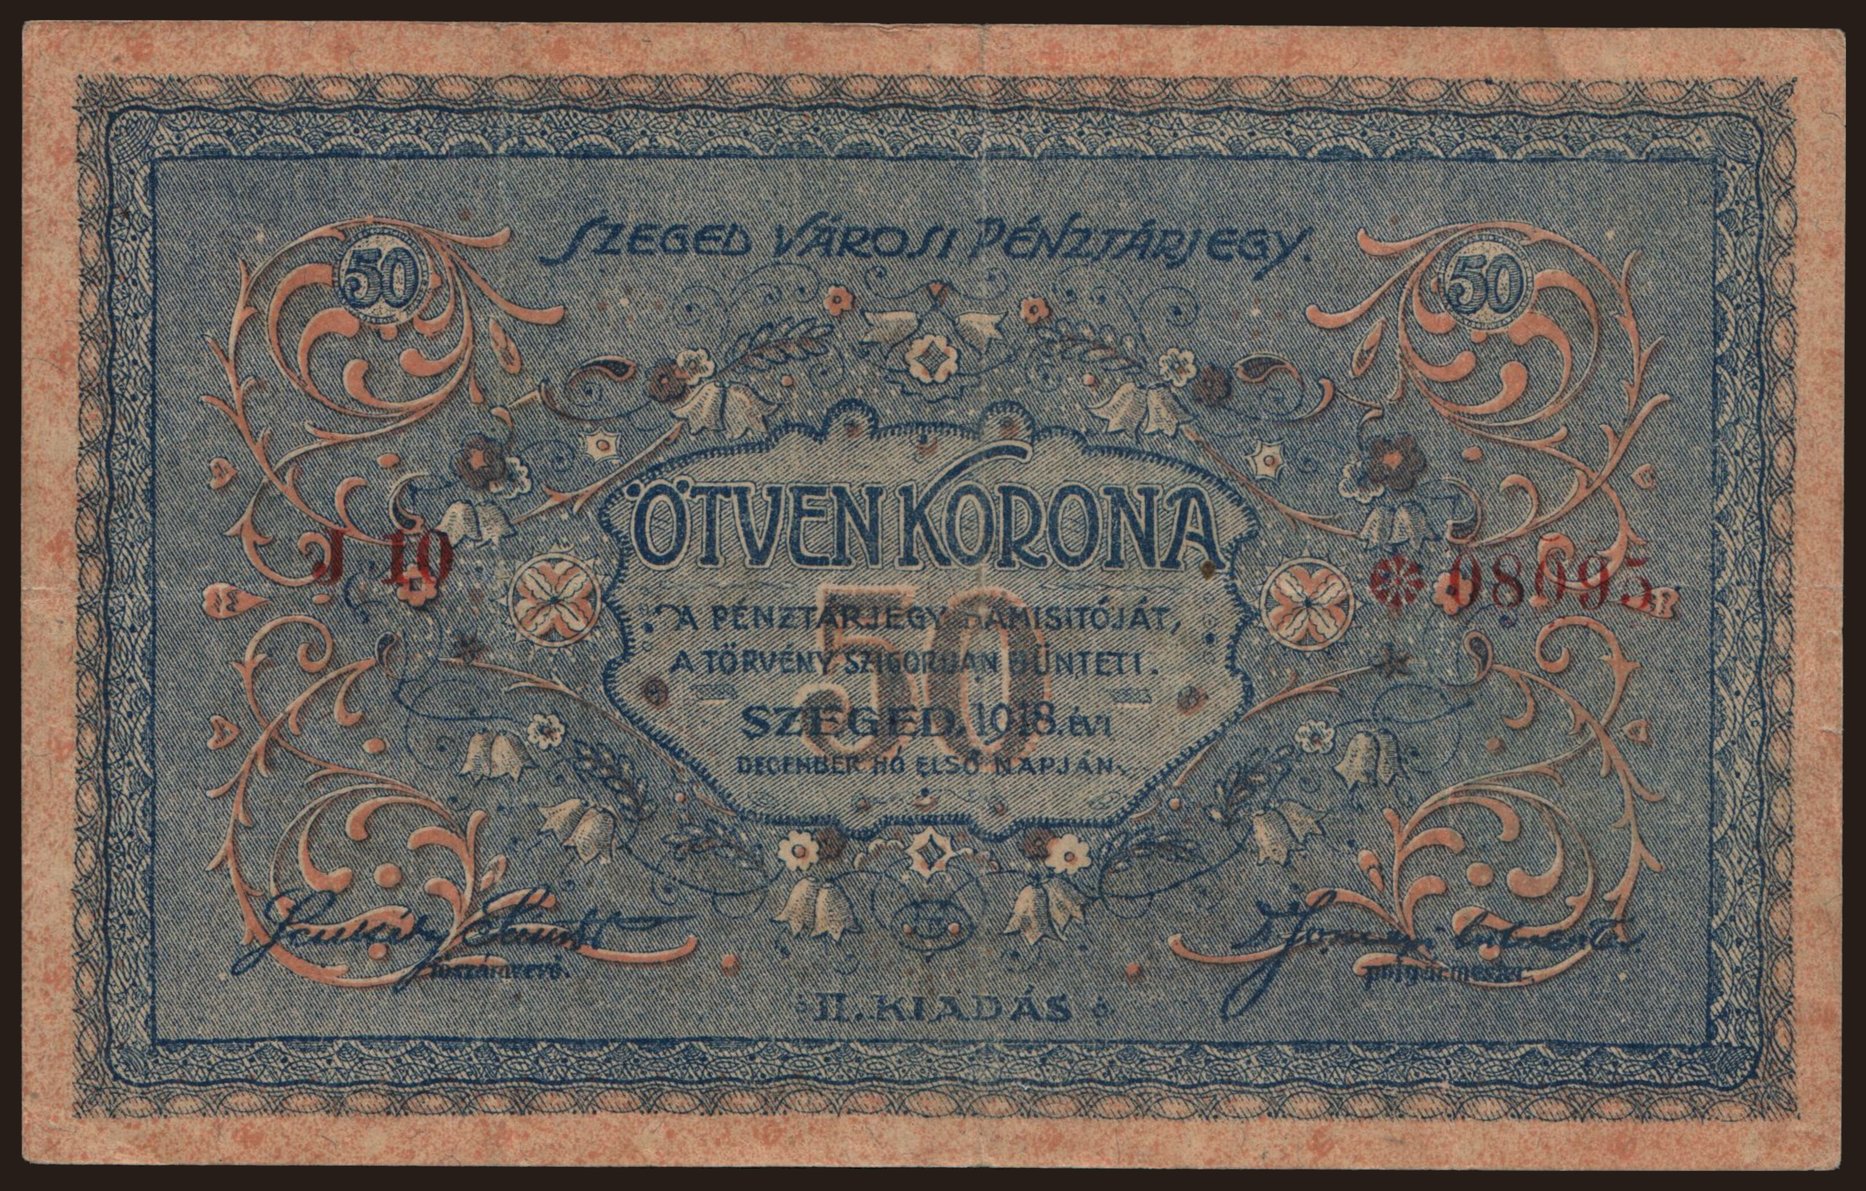 SZEGED VÁROSI PÉNZTÁRJEGY.
50
50
ÖTVEN KORONA
J 10
08095
A PÉNZTÁRJEGY HAMISITÓJÁT,
A TÖRVÉNY SZIGORUAN BÜNTETI.
50
SZEGED, 1918. ÉVI
DECEMBER HÓ ELSŐ NAPJÁN.
főszámvevő.
polgármester.
II. KIADÁS